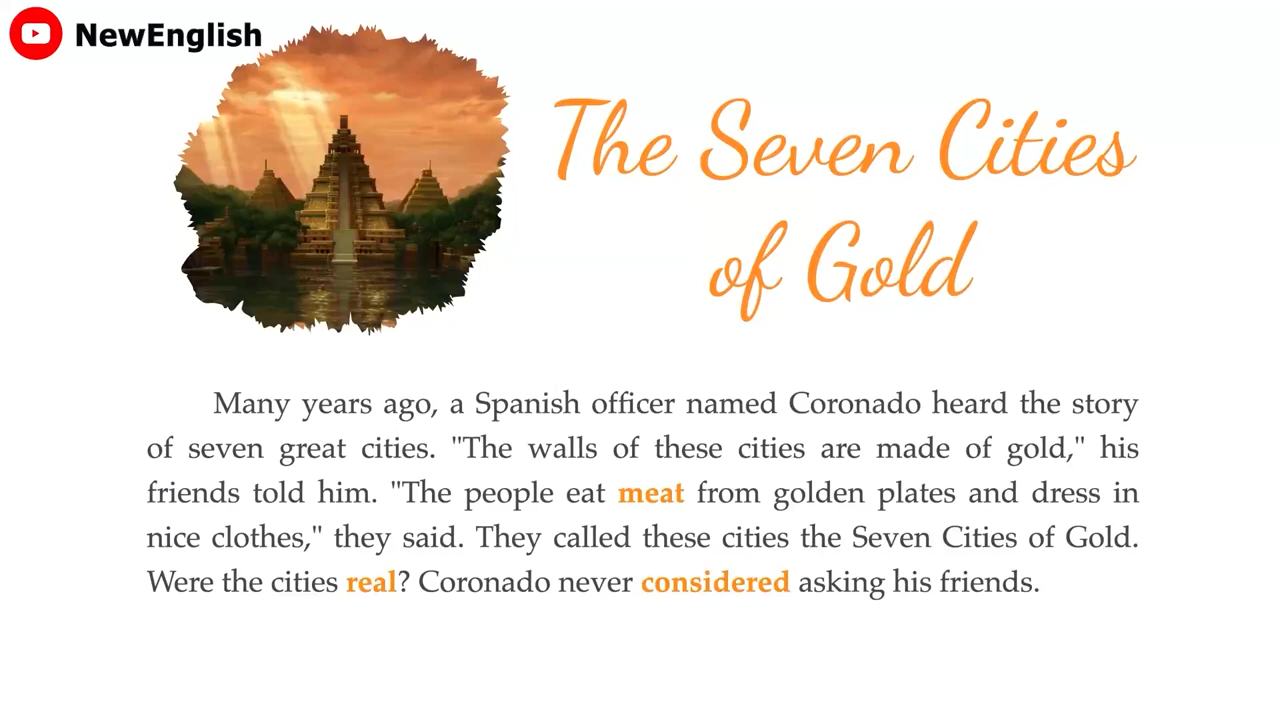 NewEnglish
The Seven Cities
of Gold
Many years ago, a Spanish officer named Coronado heard the story
of seven great cities. "The walls of these cities are made of gold," his
friends told him. "The people eat meat from golden plates and dress in
nice clothes," they said. They called these cities the Seven Cities of Gold.
Were the cities real? Coronado never considered asking his friends.